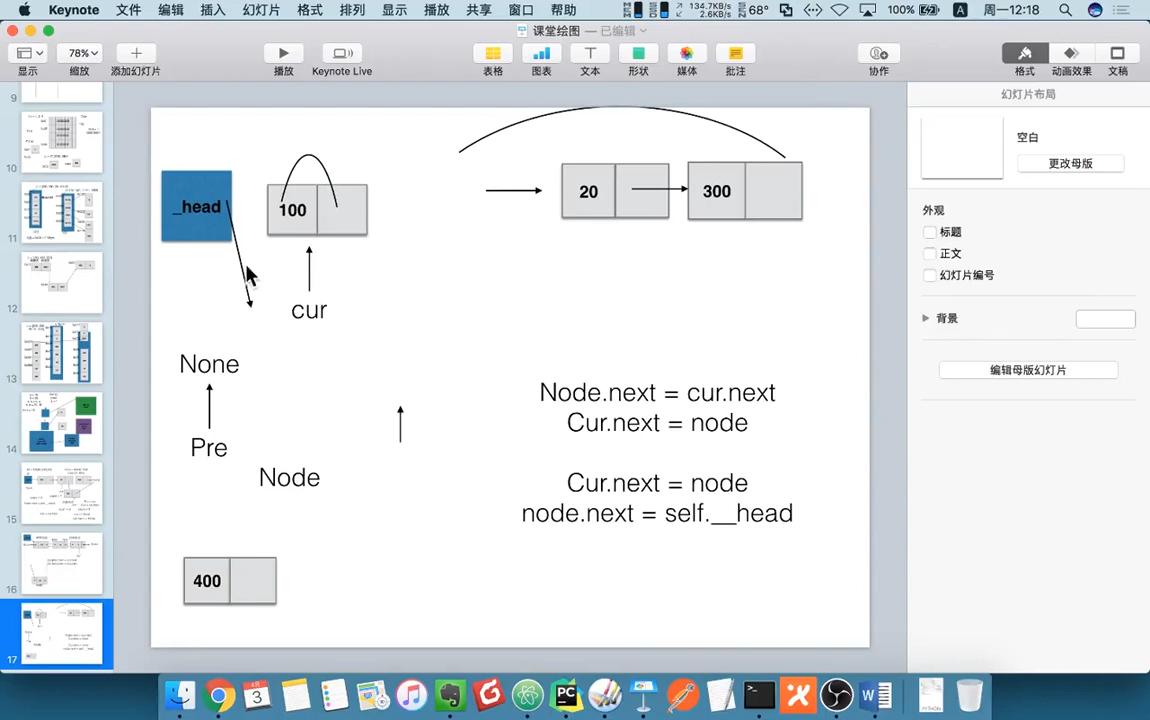 Keynote 文件 编辑 插入 幻灯片 格式 排列 显示 播放 共享 窗口 帮助 134.7KB/s 2.6KB/s 68° 100% A 周一12:18
课堂绘图 — 已编辑
78%
显示 缩放 添加幻灯片 播放 Keynote Live 表格 图表 文本 形状 媒体 批注 协作 格式 动画效果 文稿
幻灯片布局
空白
更改母版
外观
标题
正文
幻灯片编号
背景
编辑母版幻灯片
9
10
11
12
13
14
15
16
17
_head
100
20
300
cur
None
Pre
Node
400
Node.next = cur.next
Cur.next = node
Cur.next = node
node.next = self.__head
4月
3
PC
W
PYTHON